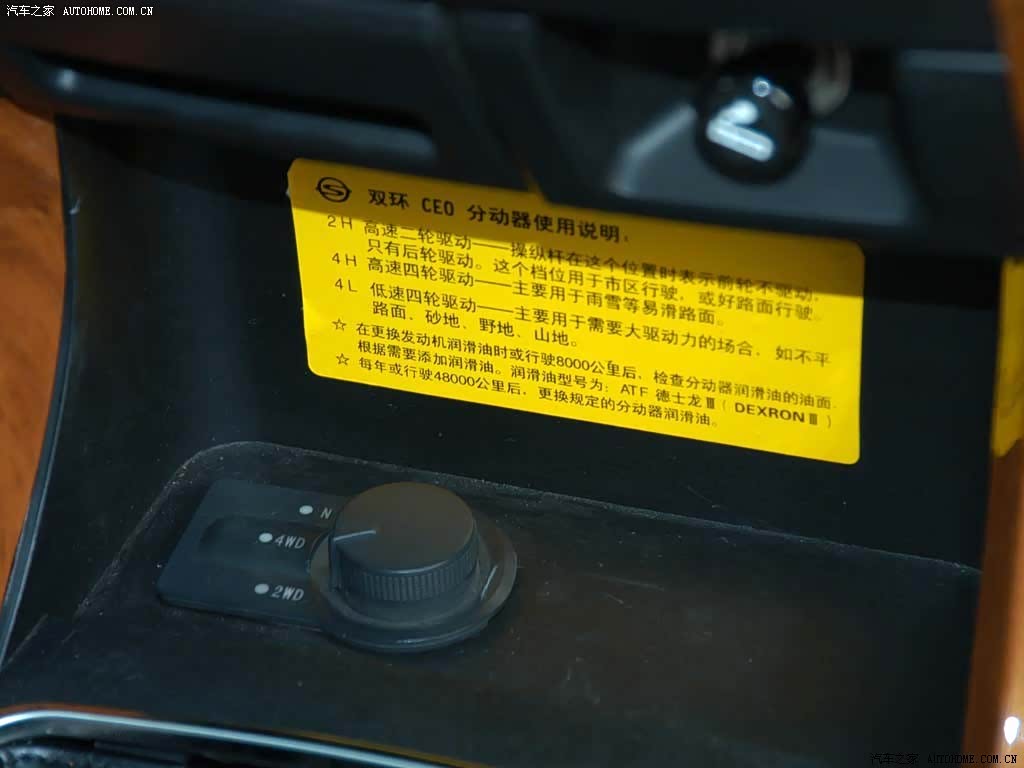 汽车之家 AUTOHOME.COM.CN
双环 CEO 分动器使用说明:
2H 高速二轮驱动——操纵杆在这个位置时表示前轮不驱动,
只有后轮驱动。这个档位用于市区行驶,或好路面行驶。
4H 高速四轮驱动——主要用于雨雪等易滑路面。
4L 低速四轮驱动——主要用于需要大驱动力的场合,如不平
路面、砂地、野地、山地。
☆ 在更换发动机润滑油时或行驶8000公里后,检查分动器润滑油的油面.
根据需要添加润滑油。润滑油型号为: ATF 德士龙Ⅲ(DEXRONⅢ)
☆ 每年或行驶48000公里后,更换规定的分动器润滑油。
N
4WD
2WD
汽车之家 AUTOHOME.COM.CN